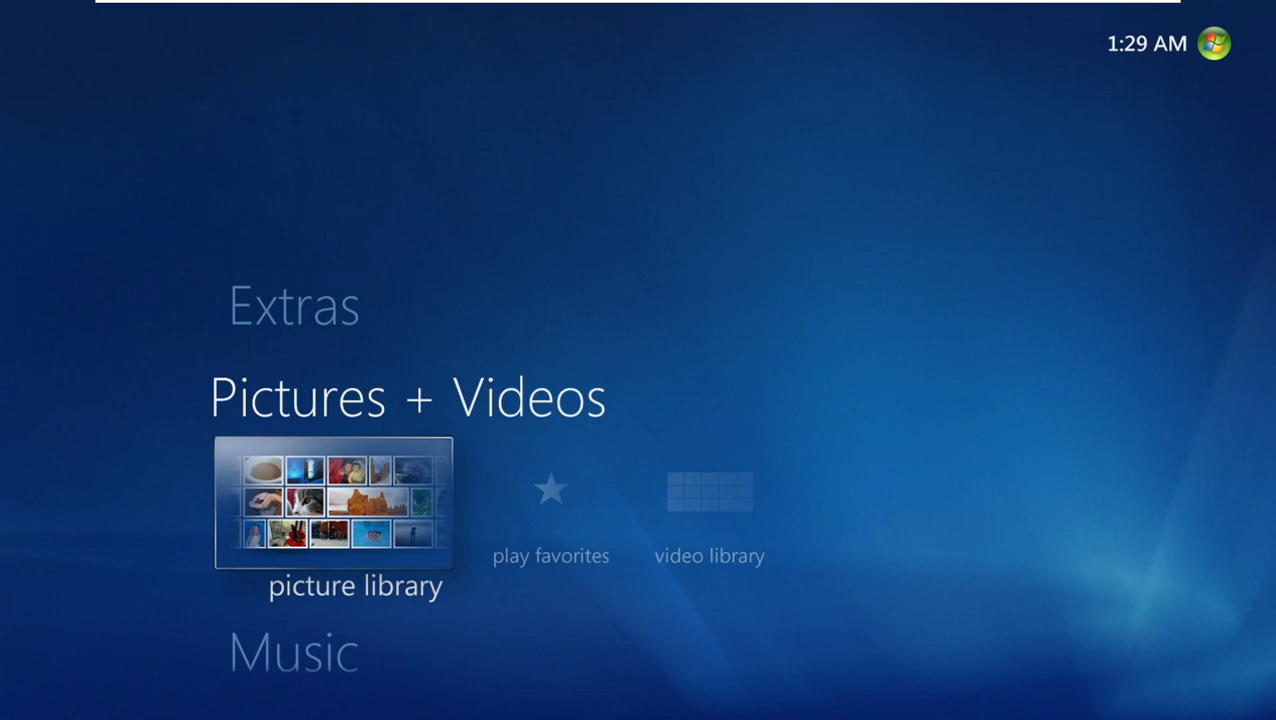 1:29 AM
Extras
Pictures + Videos
picture library
play favorites
video library
Music